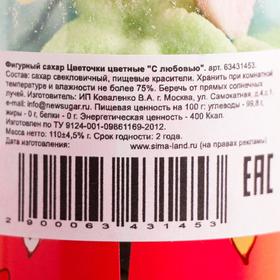 Фигурный сахар Цветочки цветные "С любовью". арт. 63431453.
Состав: сахар свекловичный, пищевые красители. Хранить при комнатной
температуре и влажности не более 75%. Беречь от прямых солнечных
лучей. Изготовитель: ИП Коваленко В.А. г. Москва, ул. Самокатная, д.4,с.1.
e-mail: info@newsugar.ru. Пищевая ценность на 100 г: углеводы - 99,8 г,
жиры - 0 г, белки - 0 г. Энергетическая ценность - 400 Ккал.
Изготовлено по ТУ 9124-001-09861169-2012.
Масса: 110±4,5% г. Срок годности: 2 года.
Дата изготовления: www.sima-land.ru (на правах рекламы)
EAC
2 900063 431453